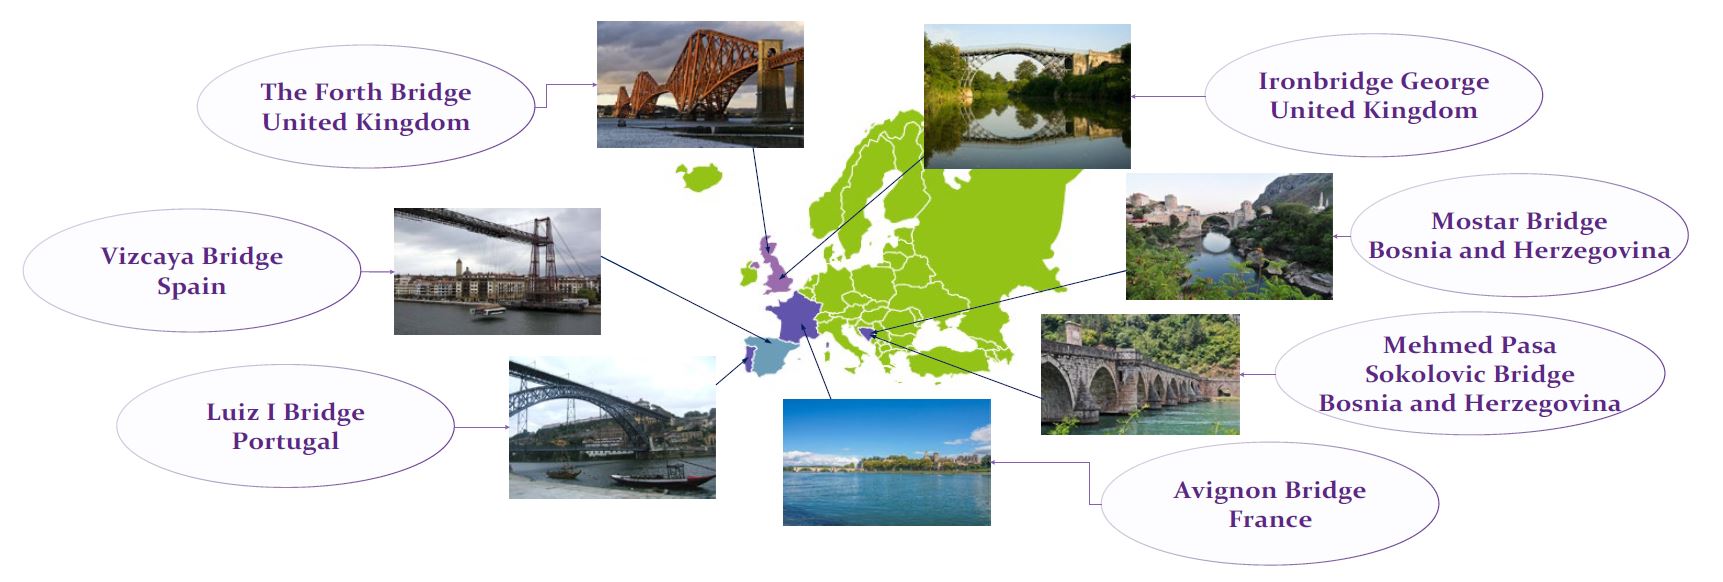 The Forth Bridge
United Kingdom
Ironbridge George
United Kingdom
Vizcaya Bridge
Spain
Mostar Bridge
Bosnia and Herzegovina
Luiz I Bridge
Portugal
Mehmed Pasa
Sokolovic Bridge
Bosnia and Herzegovina
Avignon Bridge
France